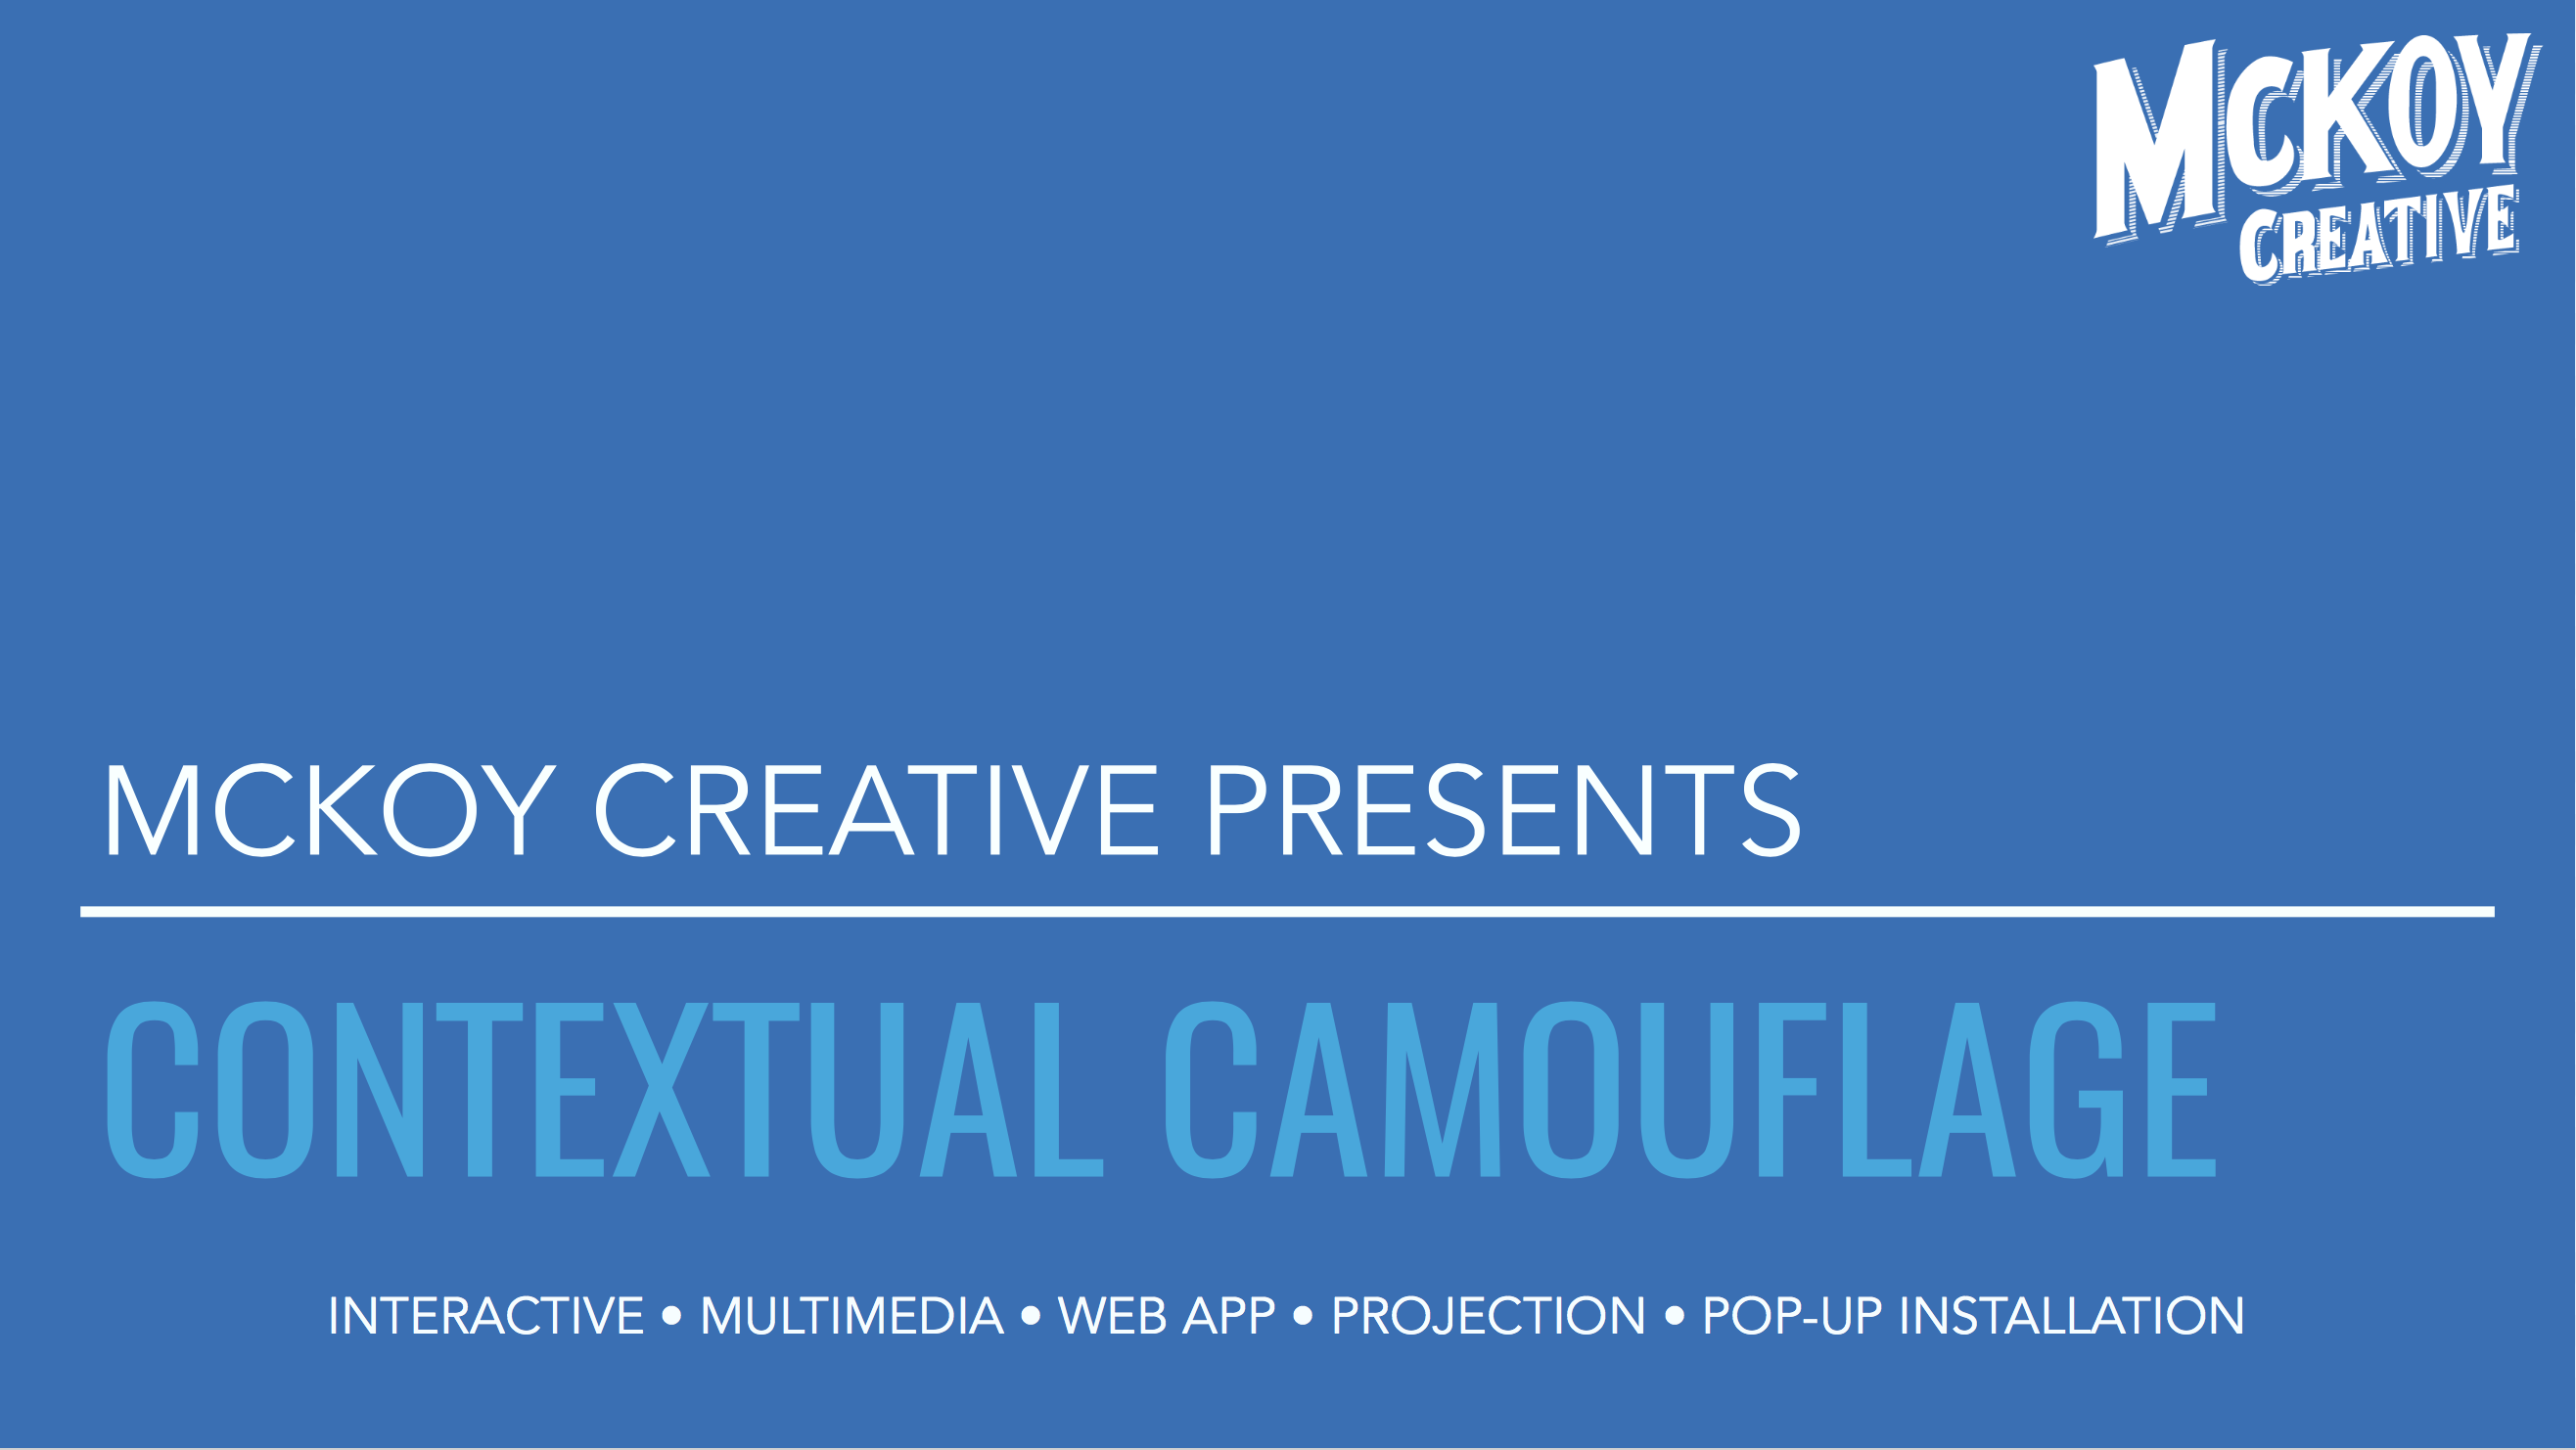 MCKOY
CREATIVE
MCKOY CREATIVE PRESENTS
CONTEXTUAL CAMOUFLAGE
INTERACTIVE • MULTIMEDIA • WEB APP • PROJECTION • POP-UP INSTALLATION